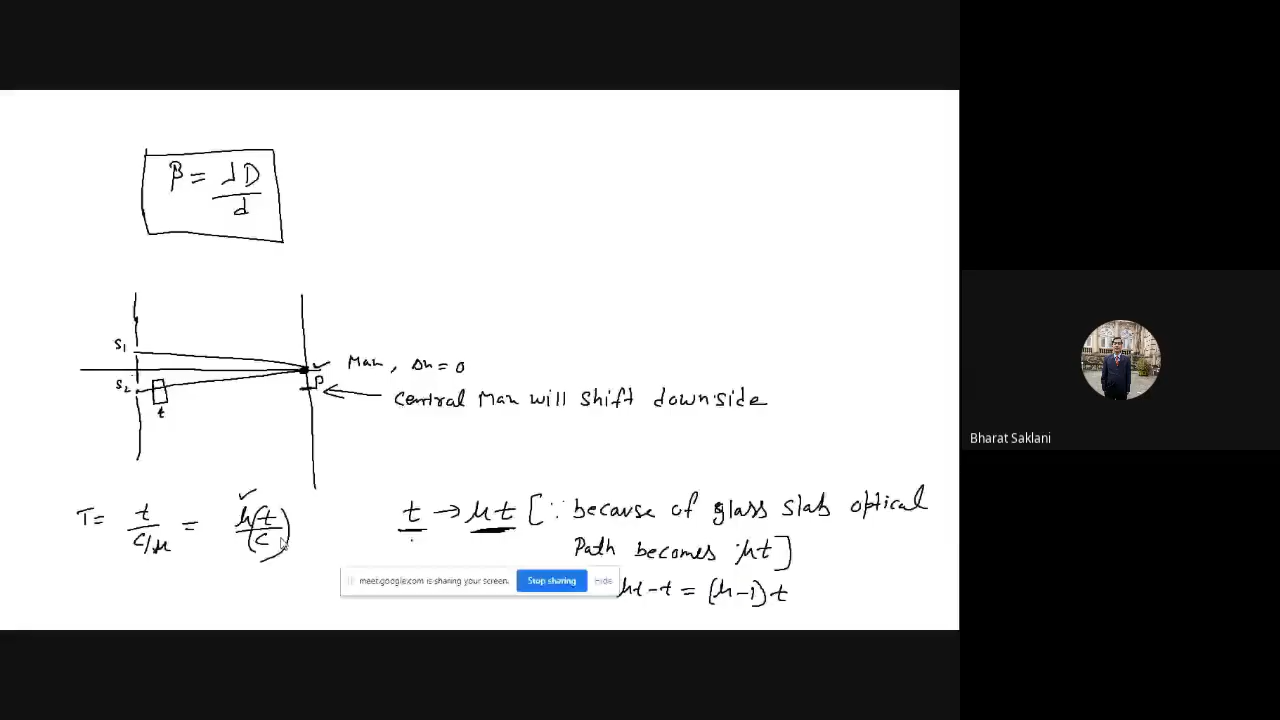 β = λD
d
S1
Max, Δx = 0
P
S2
t
Central Max will shift downside
T = t = μ(t)
C/μ (C)
t → μt [∵ because of glass slab optical
Path becomes μt]
μt - t = (μ-1) t
meet.google.com is sharing your screen. Stop sharing Hide
Bharat Saklani